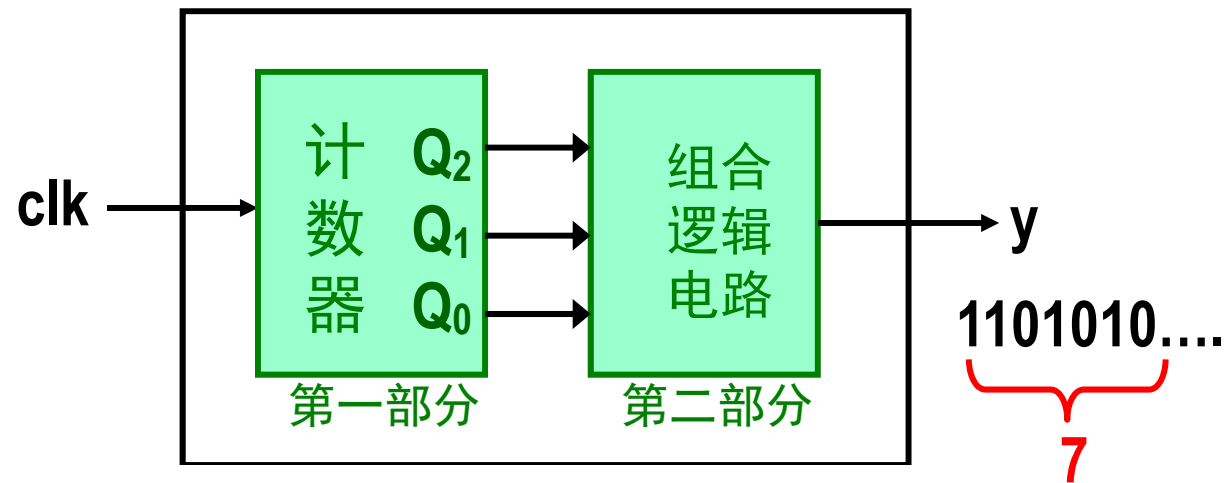 clk
计数器
Q2
Q1
Q0
第一部分
组合
逻辑
电路
第二部分
y
1101010....
7